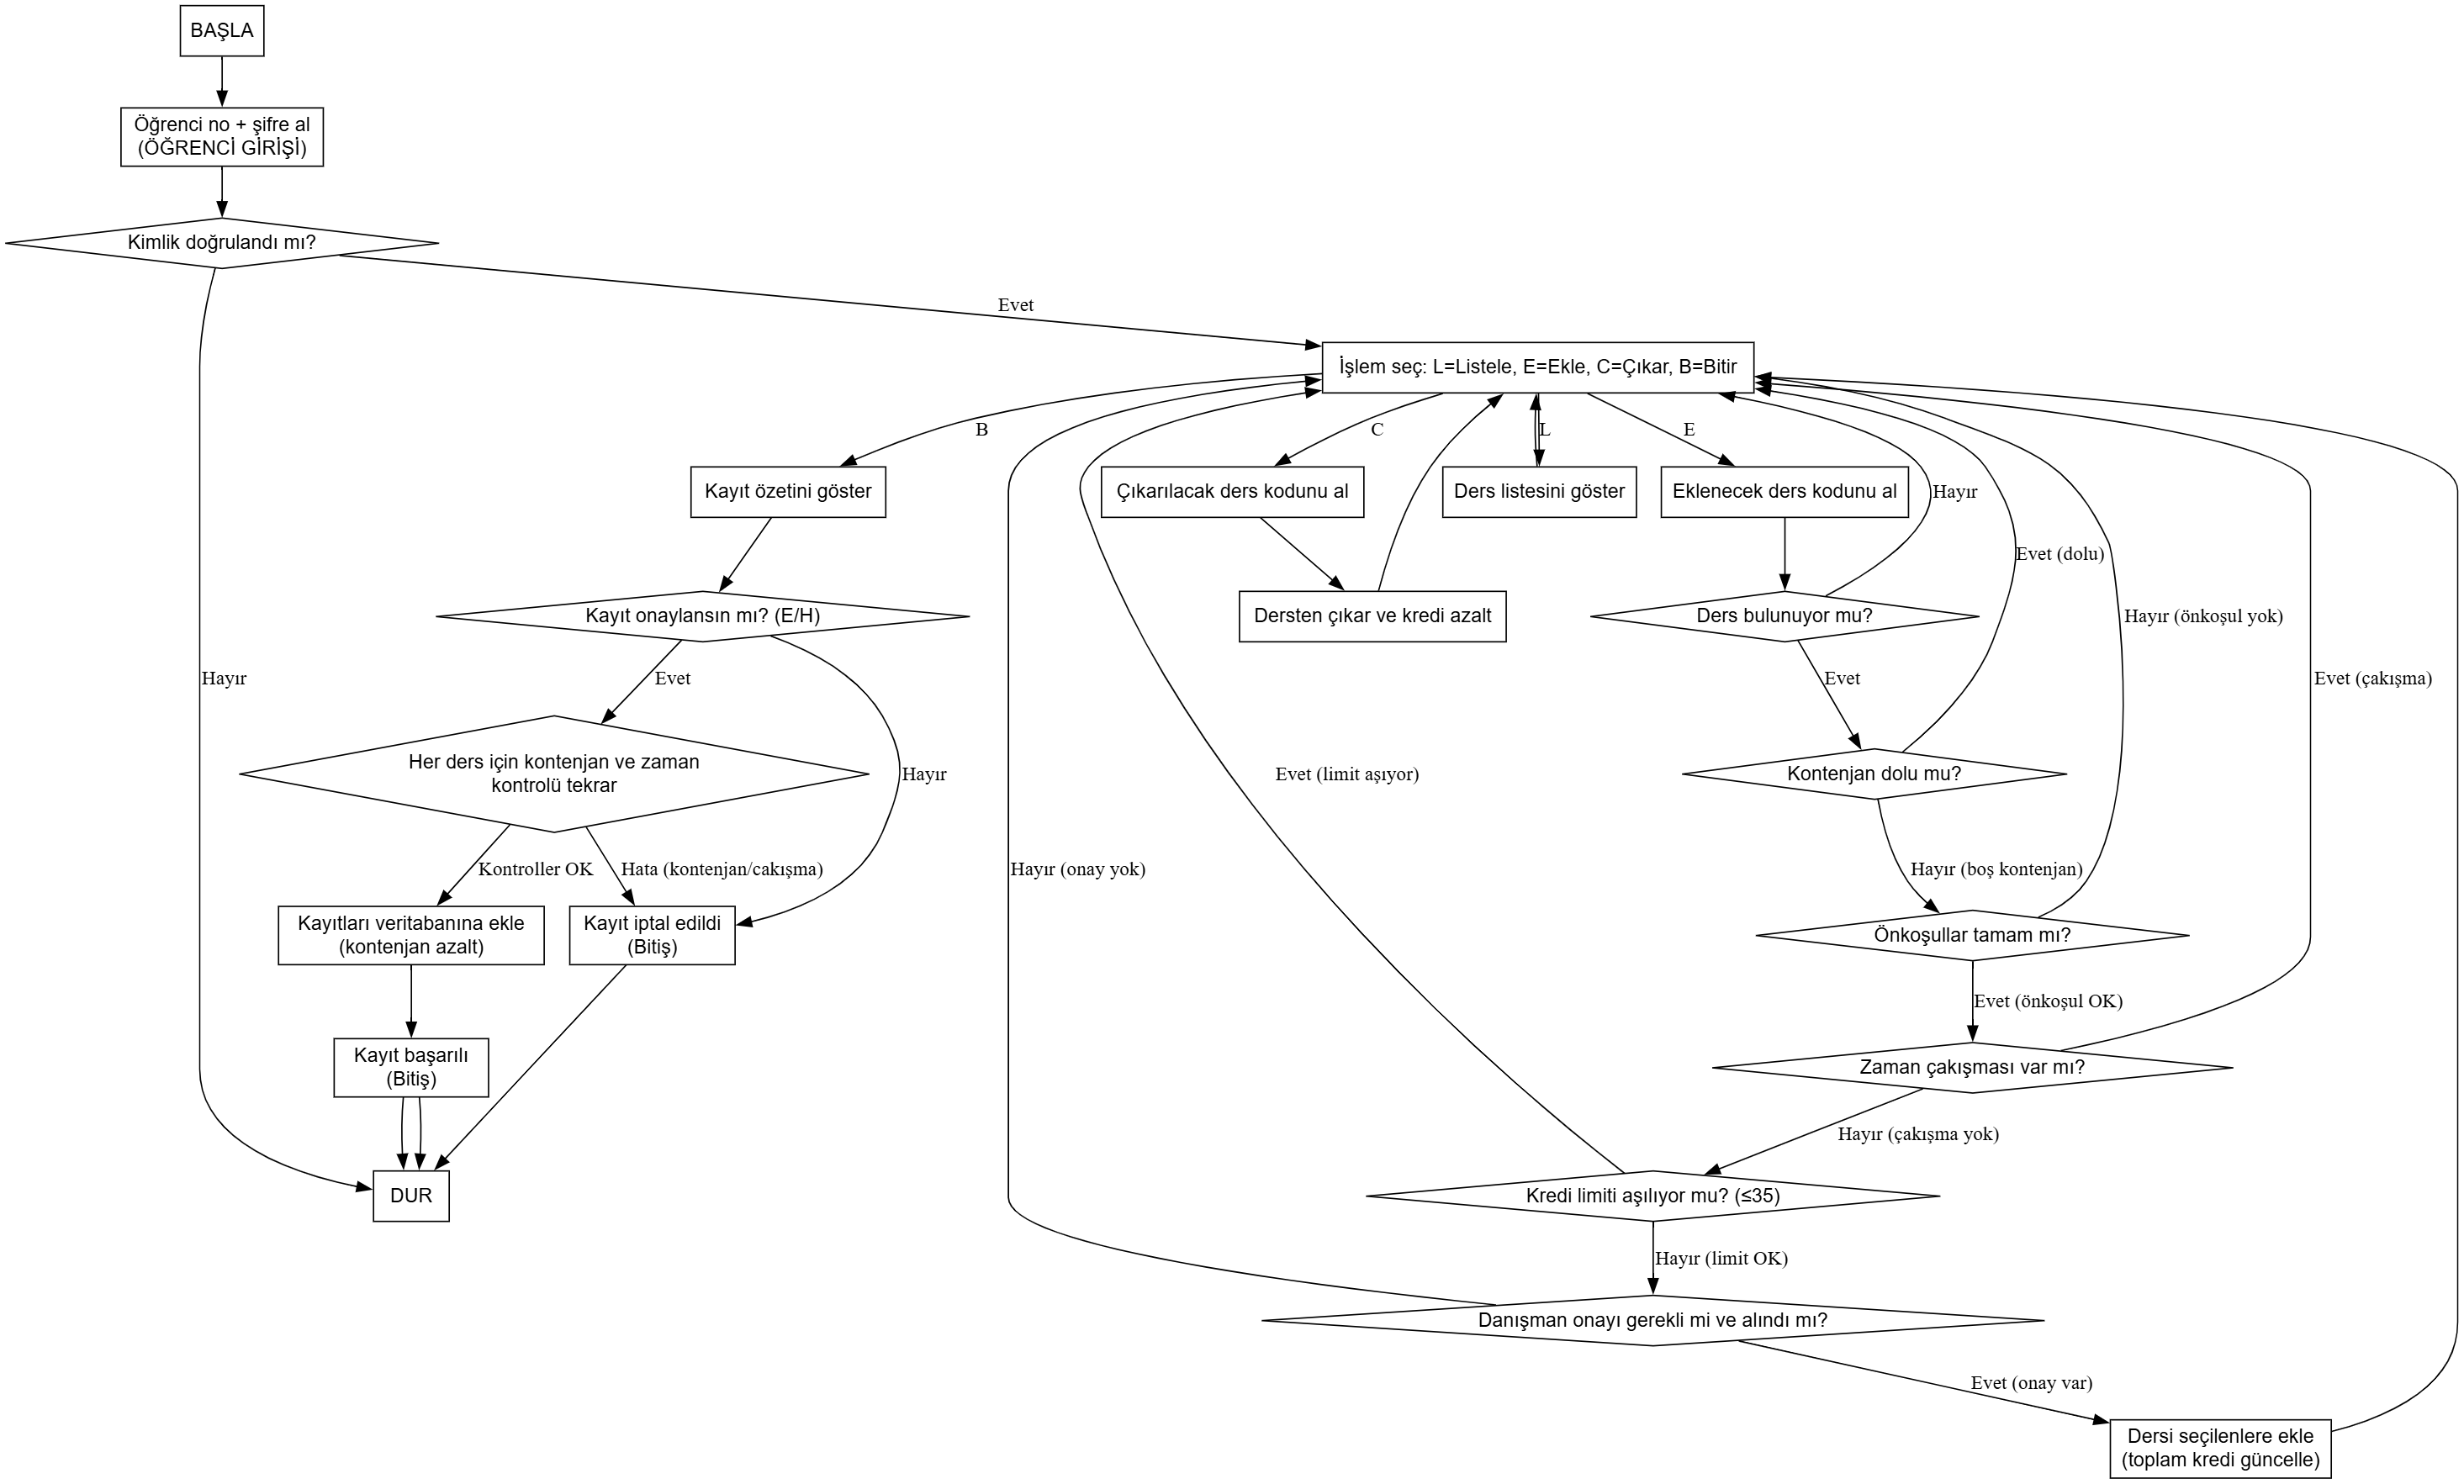 BAŞLA
Öğrenci no + şifre al
(ÖĞRENCİ GİRİŞİ)
Kimlik doğrulandı mı?
Evet
İşlem seç: L=Listele, E=Ekle, C=Çıkar, B=Bitir
B
C
L
E
Kayıt özetini göster
Çıkarılacak ders kodunu al
Ders listesini göster
Eklenecek ders kodunu al
Hayır
Evet (dolu)
Kayıt onaylansın mı? (E/H)
Dersten çıkar ve kredi azalt
Ders bulunuyor mu?
Hayır (önkoşul yok)
Hayır
Evet
Evet
Evet (çakışma)
Her ders için kontenjan ve zaman
kontrolü tekrar
Hayır
Evet (limit aşıyor)
Kontenjan dolu mu?
Kontroller OK
Hata (kontenjan/cakışma)
Hayır (onay yok)
Hayır (boş kontenjan)
Kayıtları veritabanına ekle
(kontenjan azalt)
Kayıt iptal edildi
(Bitiş)
Önkoşullar tamam mı?
Evet (önkoşul OK)
Kayıt başarılı
(Bitiş)
Zaman çakışması var mı?
Hayır (çakışma yok)
DUR
Kredi limiti aşılıyor mu? (≤35)
Hayır (limit OK)
Danışman onayı gerekli mi ve alındı mı?
Evet (onay var)
Dersi seçilenlere ekle
(toplam kredi güncelle)